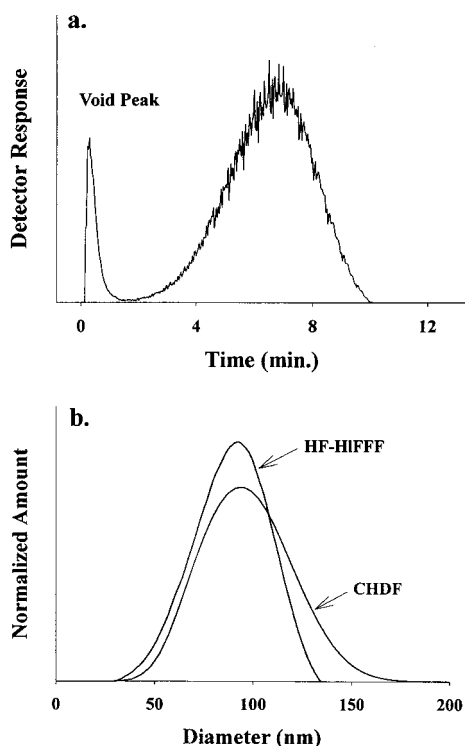 a.
Void Peak
Detector Response
0 4 8 12
Time (min.)
b.
HF-HlFFF
CHDF
Normalized Amount
0 50 100 150 200
Diameter (nm)